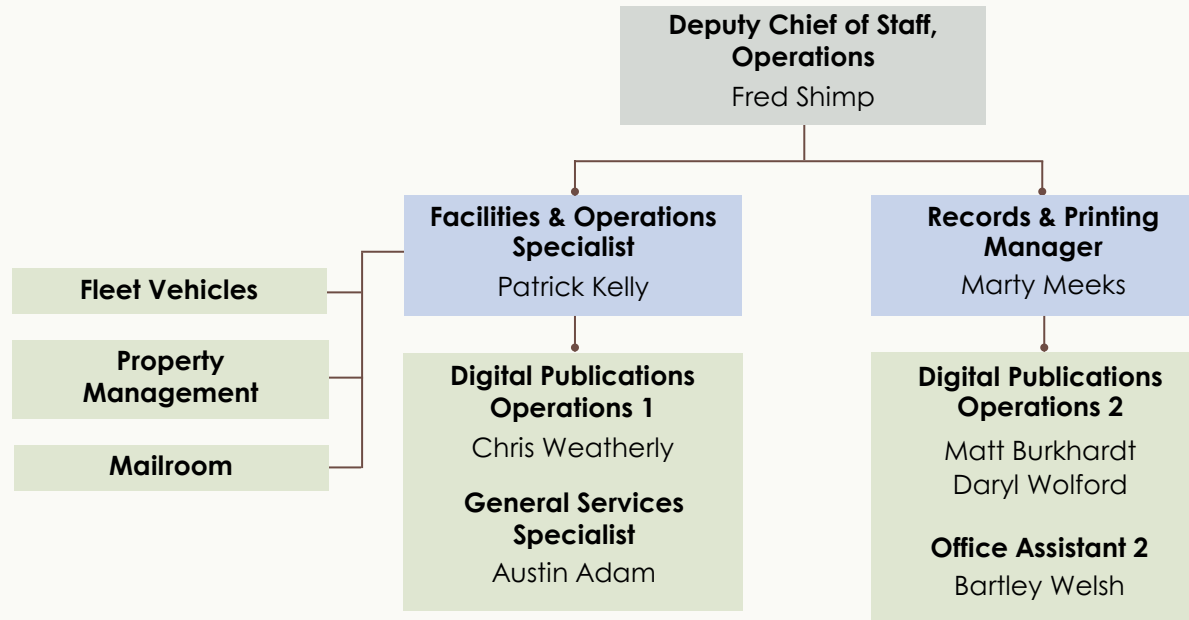 Deputy Chief of Staff,
Operations
Fred Shimp
Facilities & Operations
Specialist
Patrick Kelly
Records & Printing
Manager
Marty Meeks
Fleet Vehicles
Property
Management
Mailroom
Digital Publications
Operations 1
Chris Weatherly
General Services
Specialist
Austin Adam
Digital Publications
Operations 2
Matt Burkhardt
Daryl Wolford
Office Assistant 2
Bartley Welsh